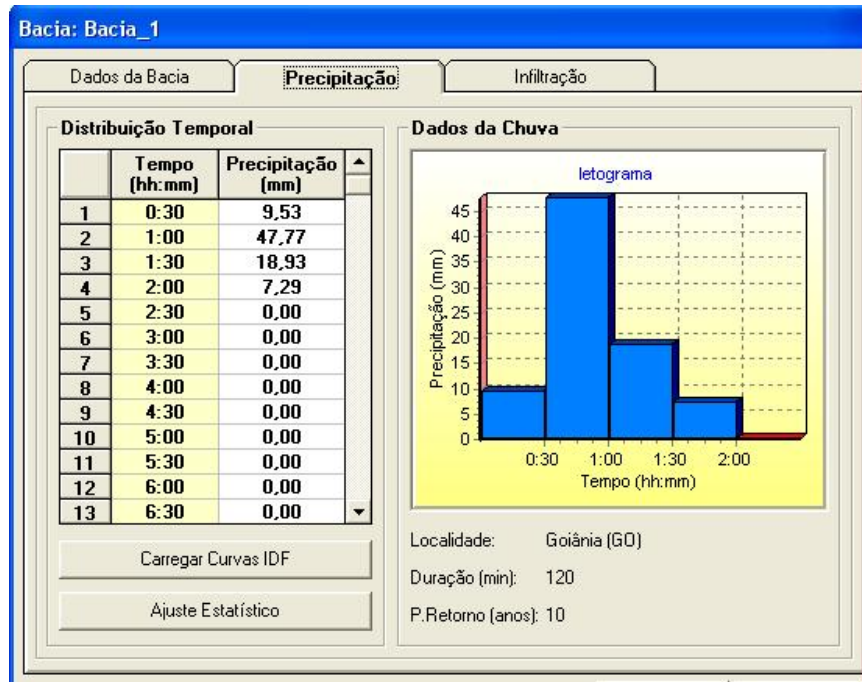 Bacia: Bacia_1
Dados da Bacia Precipitação Infiltração
Distribuição Temporal
Tempo (hh:mm) Precipitação (mm)
1 0:30 9,53
2 1:00 47,77
3 1:30 18,93
4 2:00 7,29
5 2:30 0,00
6 3:00 0,00
7 3:30 0,00
8 4:00 0,00
9 4:30 0,00
10 5:00 0,00
11 5:30 0,00
12 6:00 0,00
13 6:30 0,00
Carregar Curvas IDF
Ajuste Estatístico
Dados da Chuva
Ietograma
Precipitação (mm)
45
40
35
30
25
20
15
10
5
0
0:30 1:00 1:30 2:00
Tempo (hh:mm)
Localidade: Goiânia (GO)
Duração (min): 120
P.Retorno (anos): 10